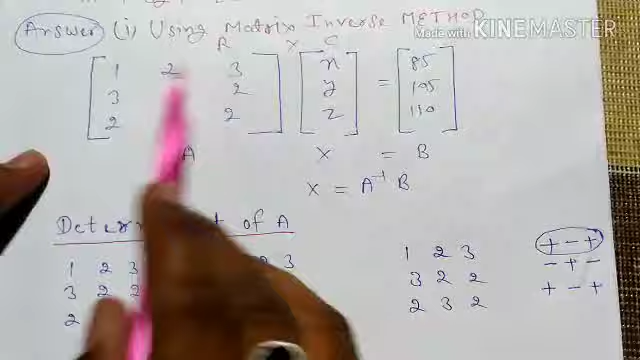 Made with KINEMASTER
Answer (i) Using Matrix Inverse METHOD
R X C
1 2 3 x 85
3 2 y = 105
2 2 z 110
A X = B
X = A⁻¹ B
of A
1 2 3 2 3 1 2 3 + - +
3 2 2 3 2 2 - + -
2 2 3 2 + - +